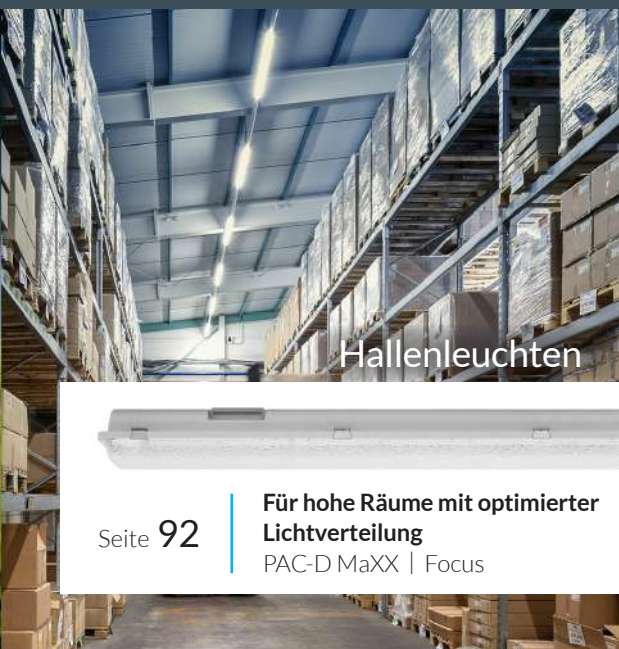 Hallenleuchten
Seite 92
Für hohe Räume mit optimierter
Lichtverteilung
PAC-D MaXX | Focus